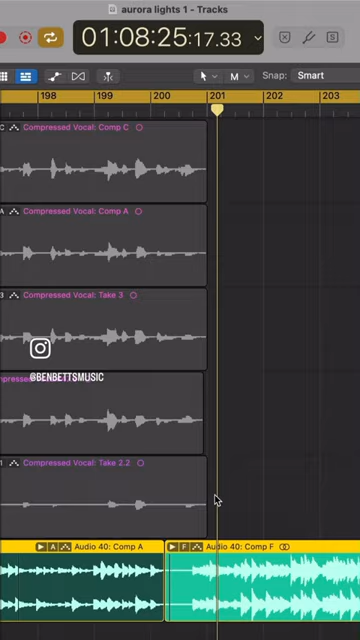 aurora lights 1 - Tracks
01:08:25:17.33
M
Snap: Smart
198 199 200 201 202 203
C Compressed Vocal: Comp C
A Compressed Vocal: Comp A
3 Compressed Vocal: Take 3
@BENBETTSMUSIC
1 Compressed Vocal: Take 2.2
A Audio 40: Comp A
F Audio 40: Comp F